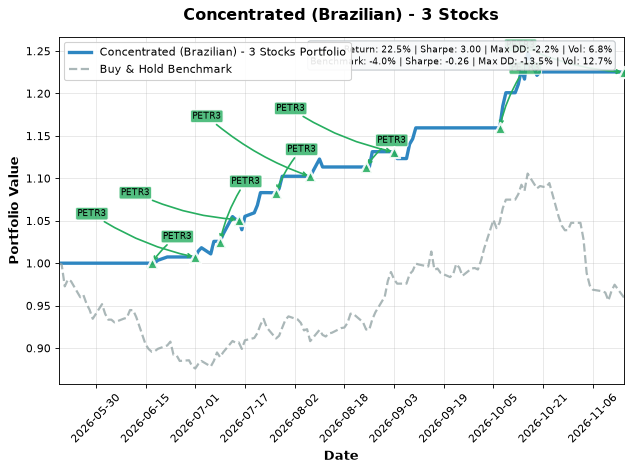 Concentrated (Brazilian) - 3 Stocks
Concentrated (Brazilian) - 3 Stocks Portfolio
Buy & Hold Benchmark
Return: 22.5% | Sharpe: 3.00 | Max DD: -2.2% | Vol: 6.8%
Benchmark: -4.0% | Sharpe: -0.26 | Max DD: -13.5% | Vol: 12.7%
PETR3
PETR3
PETR3
PETR3
PETR3
PETR3
PETR3
PETR3
PETR3
1.25
1.20
1.15
1.10
1.05
1.00
0.95
0.90
Portfolio Value
2026-05-30
2026-06-15
2026-07-01
2026-07-17
2026-08-02
2026-08-18
2026-09-03
2026-09-19
2026-10-05
2026-10-21
2026-11-06
Date